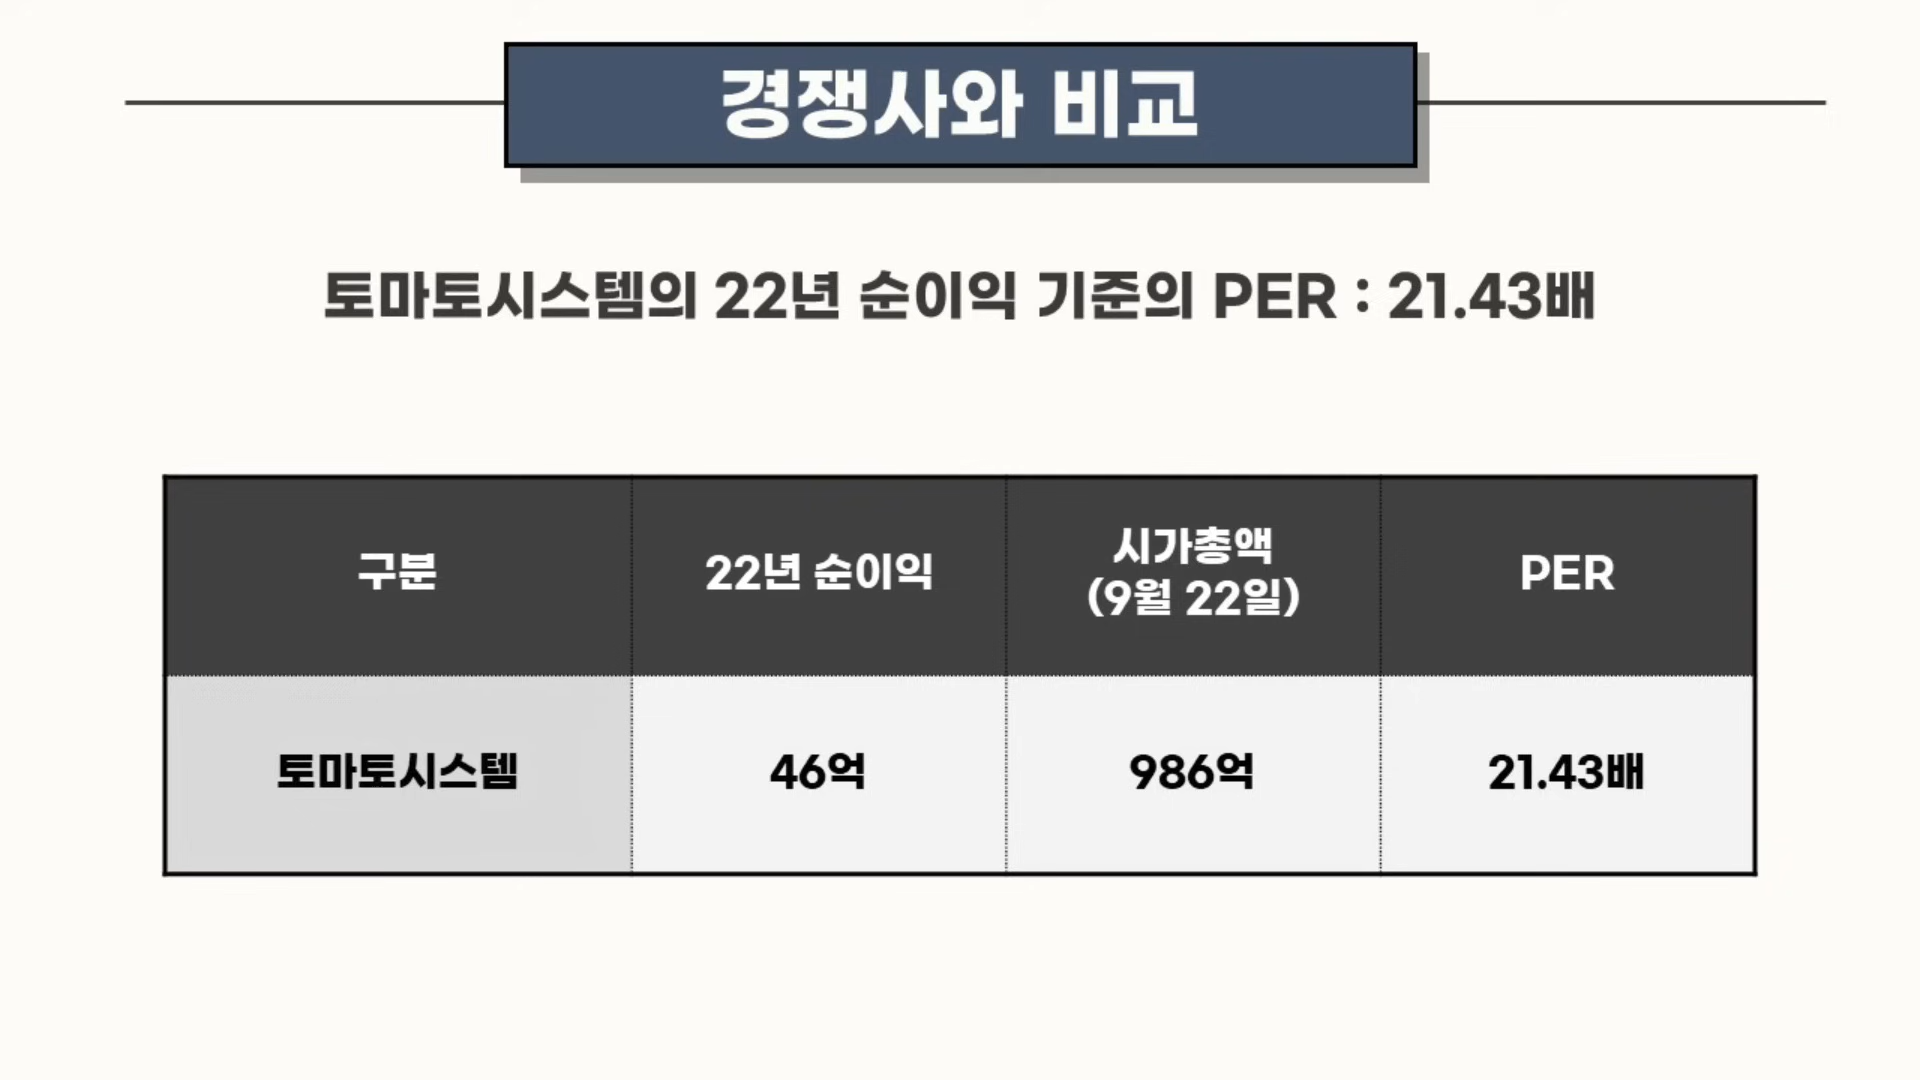 경쟁사와 비교
토마토시스템의 22년 순이익 기준의 PER : 21.43배
구분
22년 순이익
시가총액
(9월 22일)
PER
토마토시스템
46억
986억
21.43배